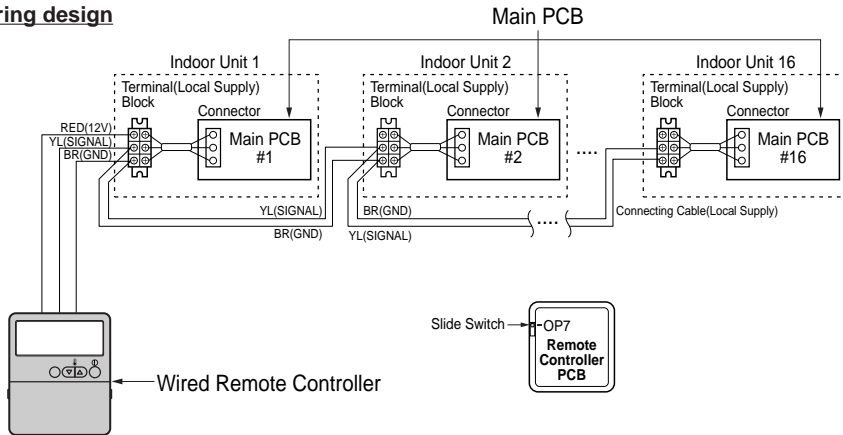 ring design
Main PCB
Indoor Unit 1
Indoor Unit 2
Indoor Unit 16
Terminal(Local Supply)
Block
Connector
Main PCB
#1
Terminal(Local Supply)
Block
Connector
Main PCB
#2
Terminal(Local Supply)
Block
Connector
Main PCB
#16
RED(12V)
YL(SIGNAL)
BR(GND)
....
YL(SIGNAL)
BR(GND)
BR(GND)
YL(SIGNAL)
....
Connecting Cable(Local Supply)
Slide Switch
OP7
Remote
Controller
PCB
Wired Remote Controller